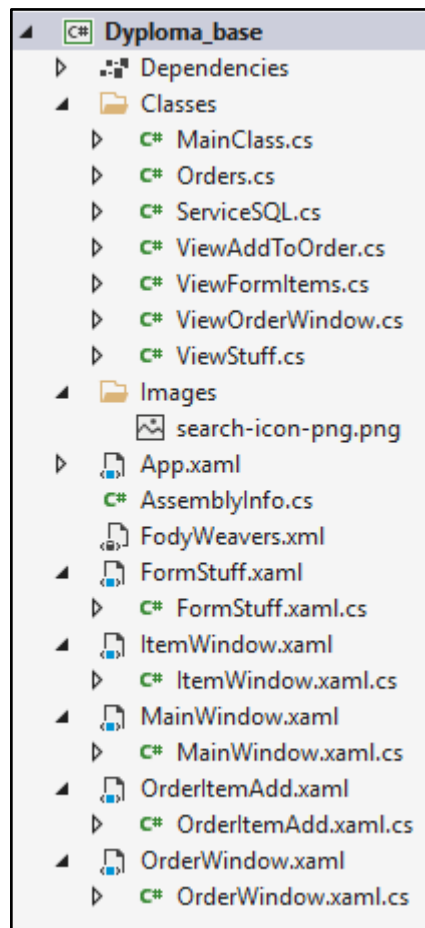 C# Dyploma_base
Dependencies
Classes
C# MainClass.cs
C# Orders.cs
C# ServiceSQL.cs
C# ViewAddToOrder.cs
C# ViewFormItems.cs
C# ViewOrderWindow.cs
C# ViewStuff.cs
Images
search-icon-png.png
App.xaml
C# AssemblyInfo.cs
FodyWeavers.xml
FormStuff.xaml
C# FormStuff.xaml.cs
ItemWindow.xaml
C# ItemWindow.xaml.cs
MainWindow.xaml
C# MainWindow.xaml.cs
OrderItemAdd.xaml
C# OrderItemAdd.xaml.cs
OrderWindow.xaml
C# OrderWindow.xaml.cs